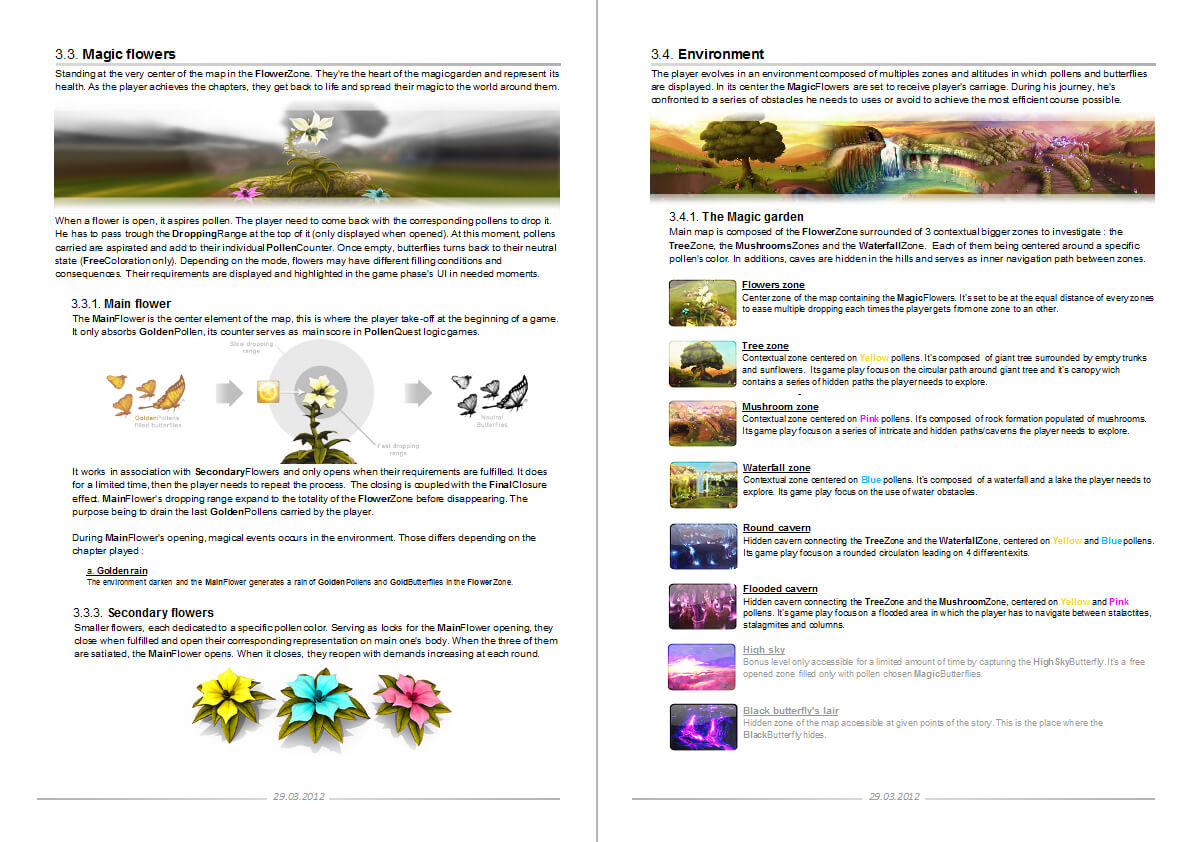 3.3. Magic flowers
Standing at the very center of the map in the FlowerZone. They're the heart of the magic garden and represent its
health. As the player achieves the chapters, they get back to life and spread their magic to the world around them.
When a flower is open, it aspires pollen. The player need to come back with the corresponding pollens to drop it.
He has to pass trough the DroppingRange at the top of it (only displayed when opened). At this moment, pollens
carried are aspirated and add to their individual PollenCounter. Once empty, butterflies turns back to their neutral
state (FreeColoration only). Depending on the mode, flowers may have different filling conditions and
consequences. Their requirements are displayed and highlighted in the game phase's UI in needed moments.
3.3.1. Main flower
The MainFlower is the center element of the map, this is where the player take-off at the beginning of a game.
It only absorbs GoldenPollen, its counter serves as main score in PollenQuest logic games.
Slow dropping
range
GoldenPollens
filled butterflies
Neutral
Butterflies
Fast dropping
range
It works in association with SecondaryFlowers and only opens when their requirements are fulfilled. It does
for a limited time, then the player needs to repeat the process. The closing is coupled with the FinalClosure
effect. MainFlower's dropping range expand to the totality of the FlowerZone before disappearing. The
purpose being to drain the last GoldenPollens carried by the player.
During MainFlower's opening, magical events occurs in the environment. Those differs depending on the
chapter played :
a. Golden rain
The environment darken and the MainFlower generates a rain of GoldenPollens and GoldButterflies in the FlowerZone.
3.3.3. Secondary flowers
Smaller flowers, each dedicated to a specific pollen color. Serving as locks for the MainFlower opening, they
close when fulfilled and open their corresponding representation on main one's body. When the three of them
are satiated, the MainFlower opens. When it closes, they reopen with demands increasing at each round.
29.03.2012
3.4. Environment
The player evolves in an environment composed of multiples zones and altitudes in which pollens and butterflies
are displayed. In its center the MagicFlowers are set to receive player's carriage. During his journey, he's
confronted to a series of obstacles he needs to uses or avoid to achieve the most efficient course possible.
3.4.1. The Magic garden
Main map is composed of the FlowerZone surrounded of 3 contextual bigger zones to investigate : the
TreeZone, the MushroomsZones and the WaterfallZone. Each of them being centered around a specific
pollen's color. In additions, caves are hidden in the hills and serves as inner navigation path between zones.
Flowers zone
Center zone of the map containing the MagicFlowers. It's set to be at the equal distance of every zones
to ease multiple dropping each times the player gets from one zone to an other.
Tree zone
Contextual zone centered on Yellow pollens. It's composed of giant tree surrounded by empty trunks
and sunflowers. Its game play focus on the circular path around giant tree and it's canopy wich
contains a series of hidden paths the player needs to explore.
-
Mushroom zone
Contextual zone centered on Pink pollens. It's composed of rock formation populated of mushrooms.
Its game play focus on a series of intricate and hidden paths/caverns the player needs to explore.
Waterfall zone
Contextual zone centered on Blue pollens. It's composed of a waterfall and a lake the player needs to
explore. Its game play focus on the use of water obstacles.
Round cavern
Hidden cavern connecting the TreeZone and the WaterfallZone, centered on Yellow and Blue pollens.
Its game play focus on a rounded circulation leading on 4 different exits.
Flooded cavern
Hidden cavern connecting the TreeZone and the MushroomZone, centered on Yellow and Pink
pollens. It's game play focus on a flooded area in which the player has to navigate between stalactites,
stalagmites and columns.
High sky
Bonus level only accessible for a limited amount of time by capturing the HighSkyButterfly. It's a free
opened zone filled only with pollen chosen MagicButterflies.
Black butterfly's lair
Hidden zone of the map accessible at given points of the story. This is the place where the
BlackButterfly hides.
29.03.2012